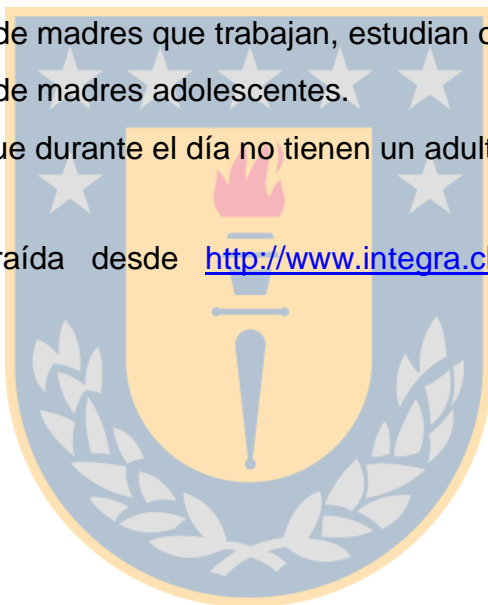 de madres que trabajan, estudian
de madres adolescentes.
ue durante el día no tienen un adult
raída desde http://www.integra.c